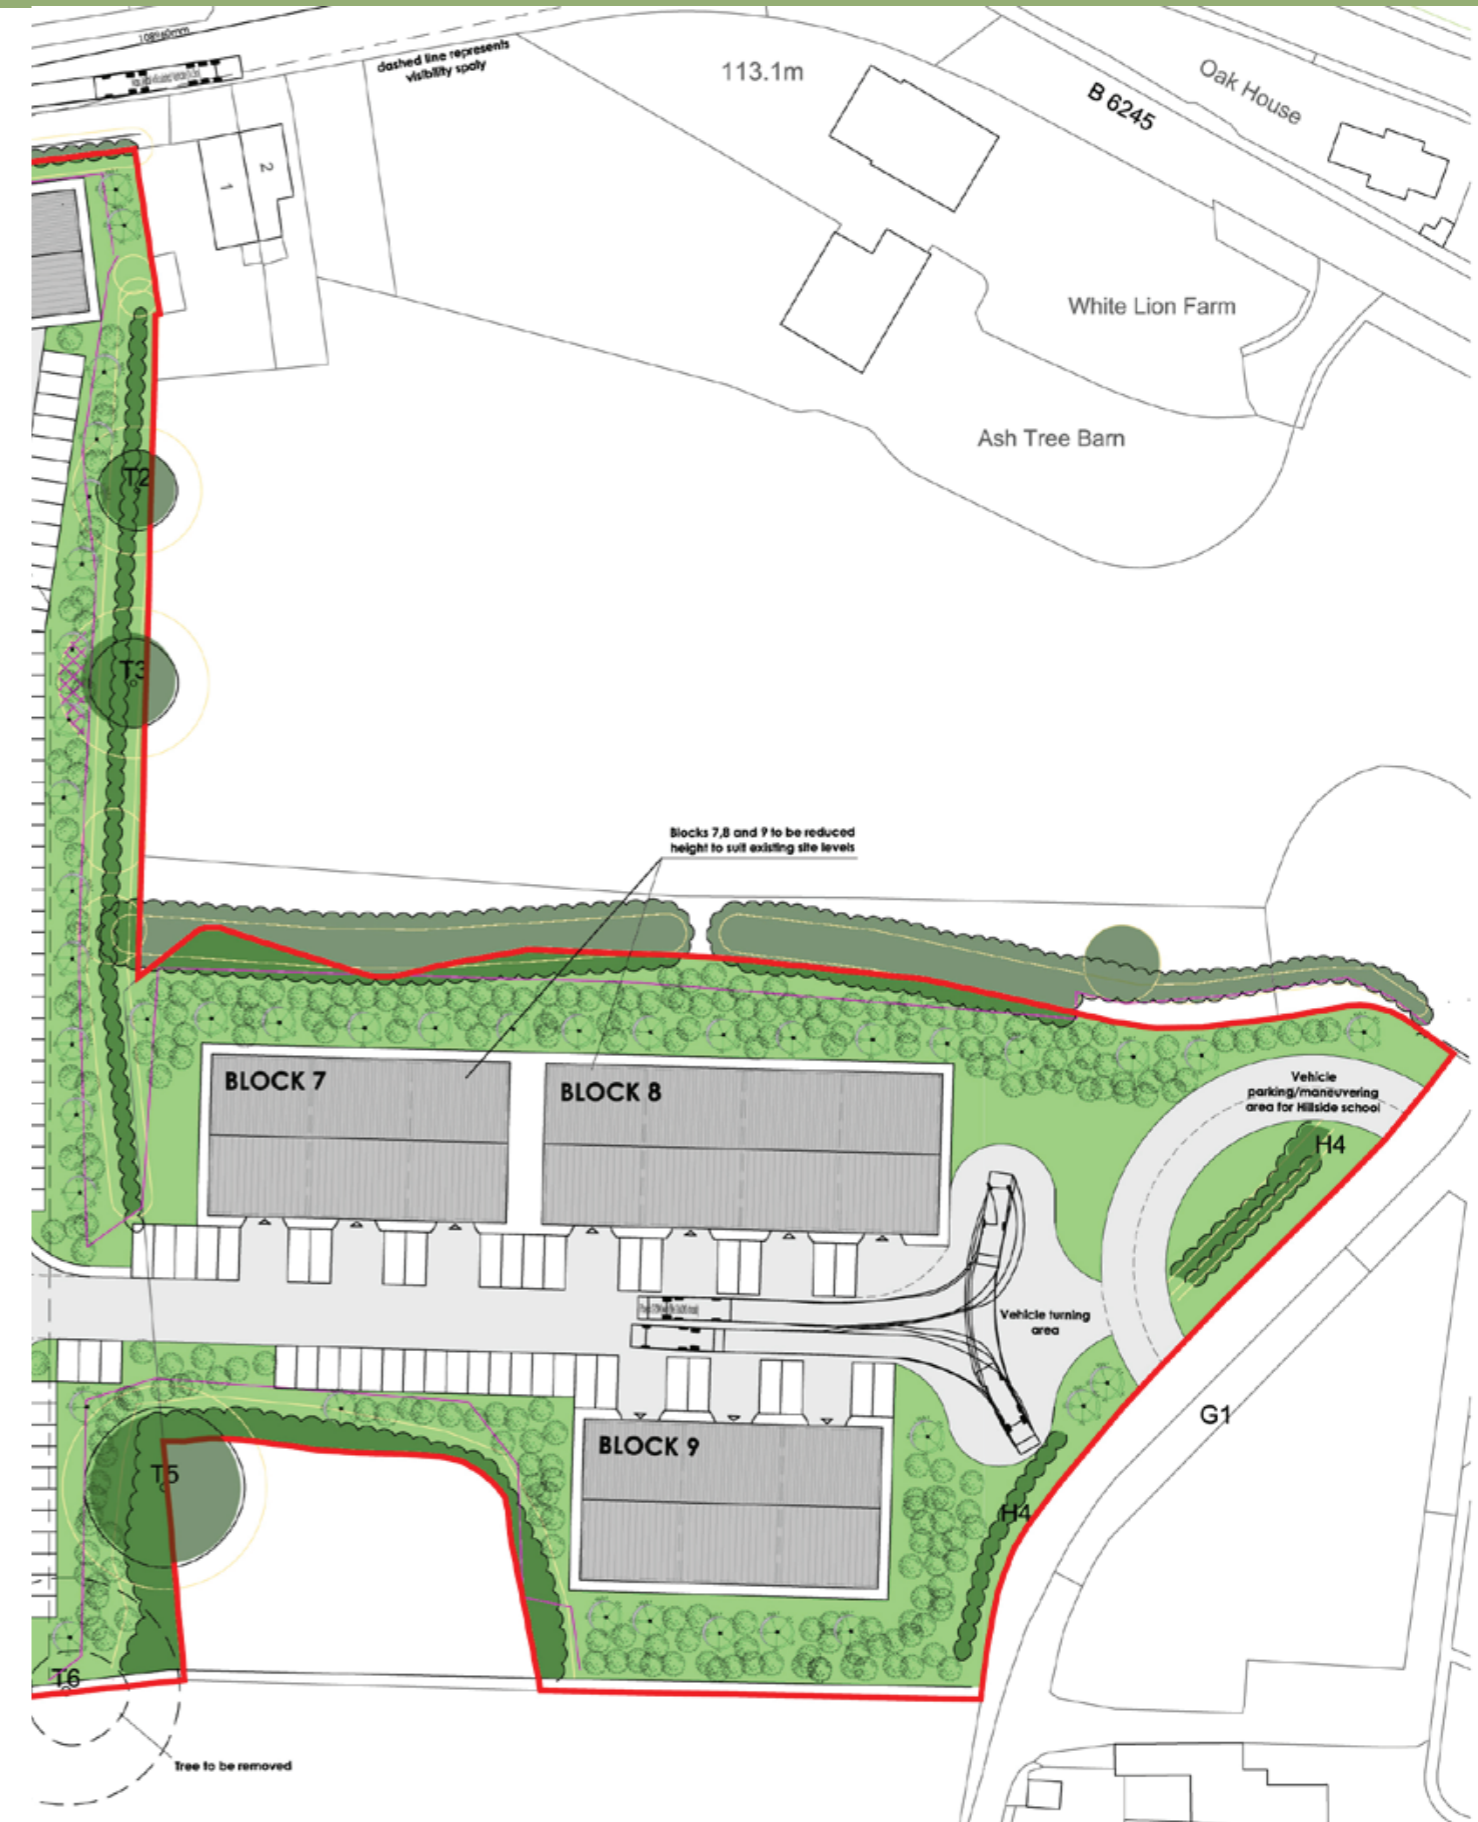 10896mm
dashed line represents
visibility spaly
113.1m
B 6245
Oak House
1
2
White Lion Farm
Ash Tree Barn
T2
T3
Blocks 7,8 and 9 to be reduced
height to suit existing site levels
BLOCK 7
BLOCK 8
Vehicle
parking/maneuvering
area for Hillside school
H4
Vehicle turning
area
G1
BLOCK 9
T5
H4
T6
Tree to be removed